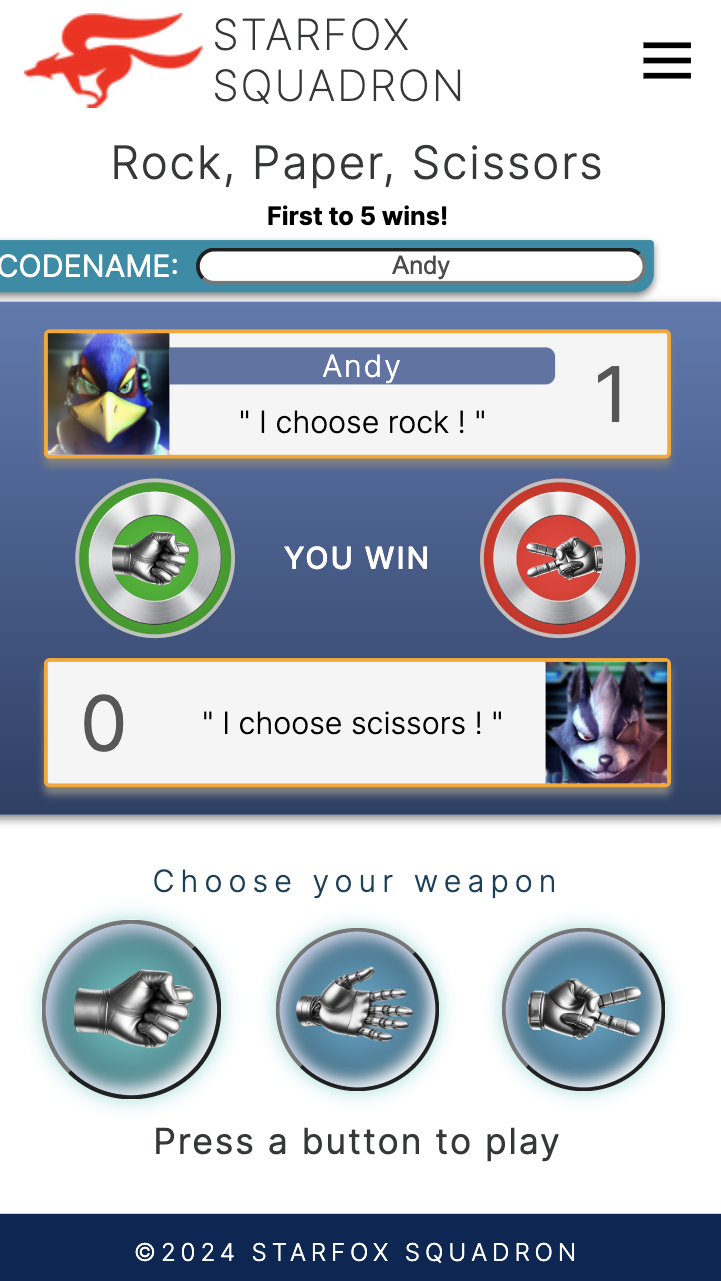 STARFOX
SQUADRON
Rock, Paper, Scissors
First to 5 wins!
CODENAME: Andy
Andy
1
" I choose rock ! "
YOU WIN
0
" I choose scissors ! "
Choose your weapon
Press a button to play
©2024 STARFOX SQUADRON